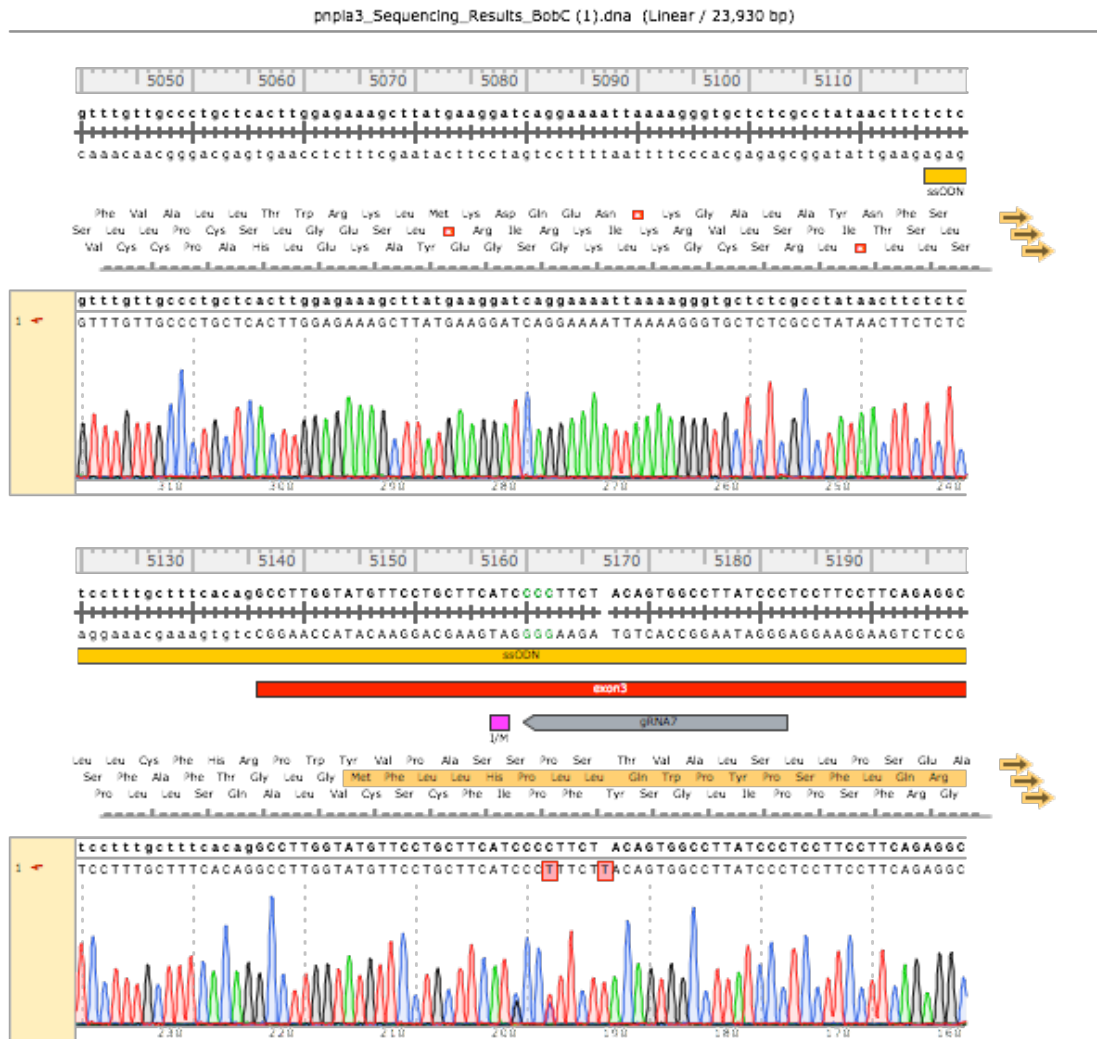 pnpla3_Sequencing_Results_BobC (1).dna (Linear / 23,930 bp)
5050 5060 5070 5080 5090 5100 5110
gtttgttgccctgctcacttggagaaagcttatgaaggatcaggaaaattaaaagggtgctctcgcctataacttctctc
caaacaacgggacgagtgaacctctttcgaatacttcctagtccttttaattttcccacgagagcggatattgaagagag
ssODN
Phe Val Ala Leu Leu Thr Trp Arg Lys Leu Met Lys Asp Gln Glu Asn * Lys Gly Ala Leu Ala Tyr Asn Phe Ser
Ser Leu Leu Pro Cys Ser Leu Gly Glu Ser Leu * Arg Ile Arg Lys Ile Lys Arg Val Leu Ser Pro Ile Thr Ser Leu
Val Cys Cys Pro Ala His Leu Glu Lys Ala Tyr Glu Gly Ser Gly Lys Leu Lys Gly Cys Ser Arg Leu * Leu Leu Ser
gtttgttgccctgctcacttggagaaagcttatgaaggatcaggaaaattaaaagggtgctctcgcctataacttctctc
1 GTTTGTTGCCCTGCTCACTTGGAGAAAGCTTATGAAGGATCAGGAAAATTAAAAGGGTGCTCTCGCCTATAACTTCTCTC
310 300 290 280 270 260 250 240
5130 5140 5150 5160 5170 5180 5190
tcctttgctttcacagGCCTTGGTATGTTCCTGCTTCATCCCCTTCT ACAGTGGCCTTATCCCTCCTTCCTTCAGAGGC
aggaaacgaaagtgtcCGGAACCATACAAGGACGAAGTAGGGGAAGA TGTCACCGGAATAGGGAGGAAGGAAGTCTCCG
ssODN
exon3
gRNA7
I/M
Leu Leu Cys Phe His Arg Pro Trp Tyr Val Pro Ala Ser Ser Pro Ser Thr Val Ala Leu Ser Leu Leu Pro Ser Glu Ala
Ser Phe Ala Phe Thr Gly Leu Gly Met Phe Leu Leu His Pro Leu Leu Gln Trp Pro Tyr Pro Ser Phe Leu Gln Arg
Pro Leu Leu Ser Gln Ala Leu Val Cys Ser Cys Phe Ile Pro Phe Tyr Ser Gly Leu Ile Pro Pro Ser Phe Arg Gly
tcctttgctttcacagGCCTTGGTATGTTCCTGCTTCATCCCCTTCT ACAGTGGCCTTATCCCTCCTTCCTTCAGAGGC
1 TCCTTTGCTTTCACAGGCCTTGGTATGTTCCTGCTTCATCCCTTTCTTACAGTGGCCTTATCCCTCCTTCCTTCAGAGGC
230 220 210 200 190 180 170 160